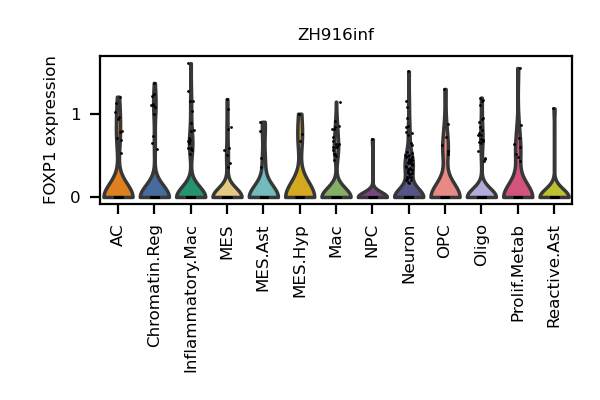 ZH916inf
FOXP1 expression
1
0
AC
Chromatin.Reg
Inflammatory.Mac
MES
MES.Ast
MES.Hyp
Mac
NPC
Neuron
OPC
Oligo
Prolif.Metab
Reactive.Ast